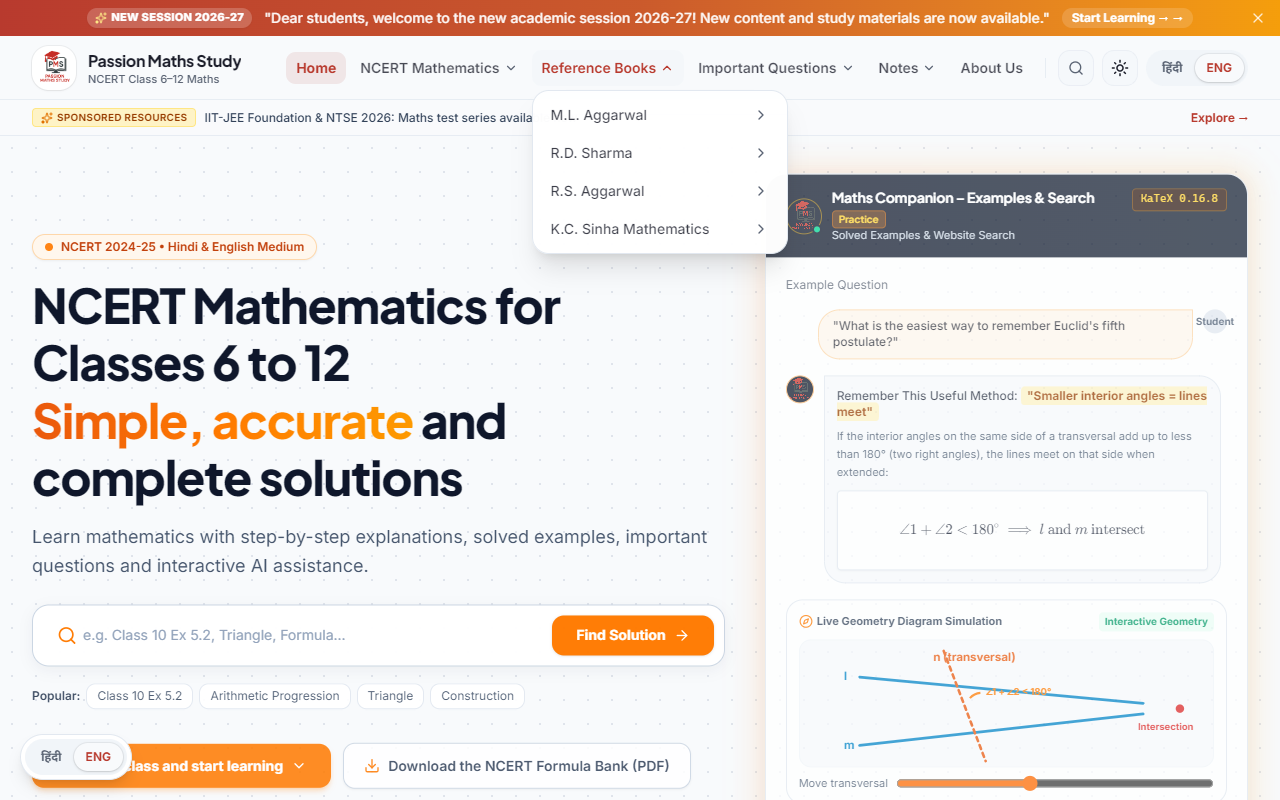 NEW SESSION 2026-27 "Dear students, welcome to the new academic session 2026-27! New content and study materials are now available." Start Learning → →
Passion Maths Study
NCERT Class 6–12 Maths
Home NCERT Mathematics Reference Books Important Questions Notes About Us हिंदी ENG
SPONSORED RESOURCES IIT-JEE Foundation & NTSE 2026: Maths test series Explore →
M.L. Aggarwal
R.D. Sharma
R.S. Aggarwal
K.C. Sinha Mathematics
NCERT 2024-25 • Hindi & English Medium
NCERT Mathematics for
Classes 6 to 12
Simple, accurate and
complete solutions
Learn mathematics with step-by-step explanations, solved examples, important
questions and interactive AI assistance.
e.g. Class 10 Ex 5.2, Triangle, Formula...
Find Solution →
Popular: Class 10 Ex 5.2 Arithmetic Progression Triangle Construction
हिंदी ENG
class and start learning
Download the NCERT Formula Bank (PDF)
Maths Companion – Examples & Search
KaTeX 0.16.8
Practice
Solved Examples & Website Search
Example Question
"What is the easiest way to remember Euclid's fifth
postulate?"
Student
Remember This Useful Method: "Smaller interior angles = lines
meet"
If the interior angles on the same side of a transversal add up to less
than 180° (two right angles), the lines meet on that side when
extended:
∠1 + ∠2 < 180° ⟹ l and m intersect
Live Geometry Diagram Simulation Interactive Geometry
n (transversal)
l
∠1 + ∠2 < 180°
Intersection
m
Move transversal